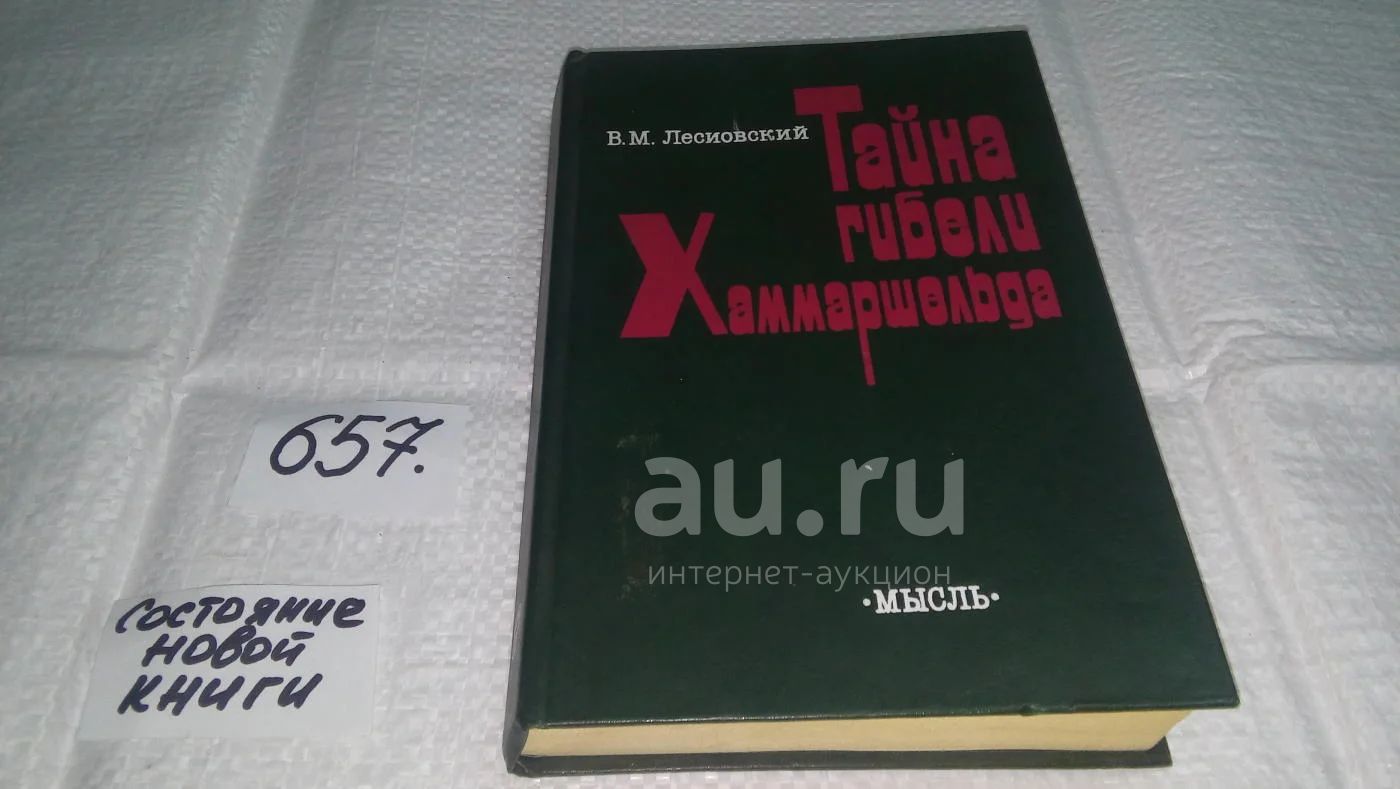 В.М. Лесиовский
Тайна
гибели
Хаммаршельда
657.
состояние
новой
книги
au.ru
интернет-аукцион
·МЫСЛЬ·